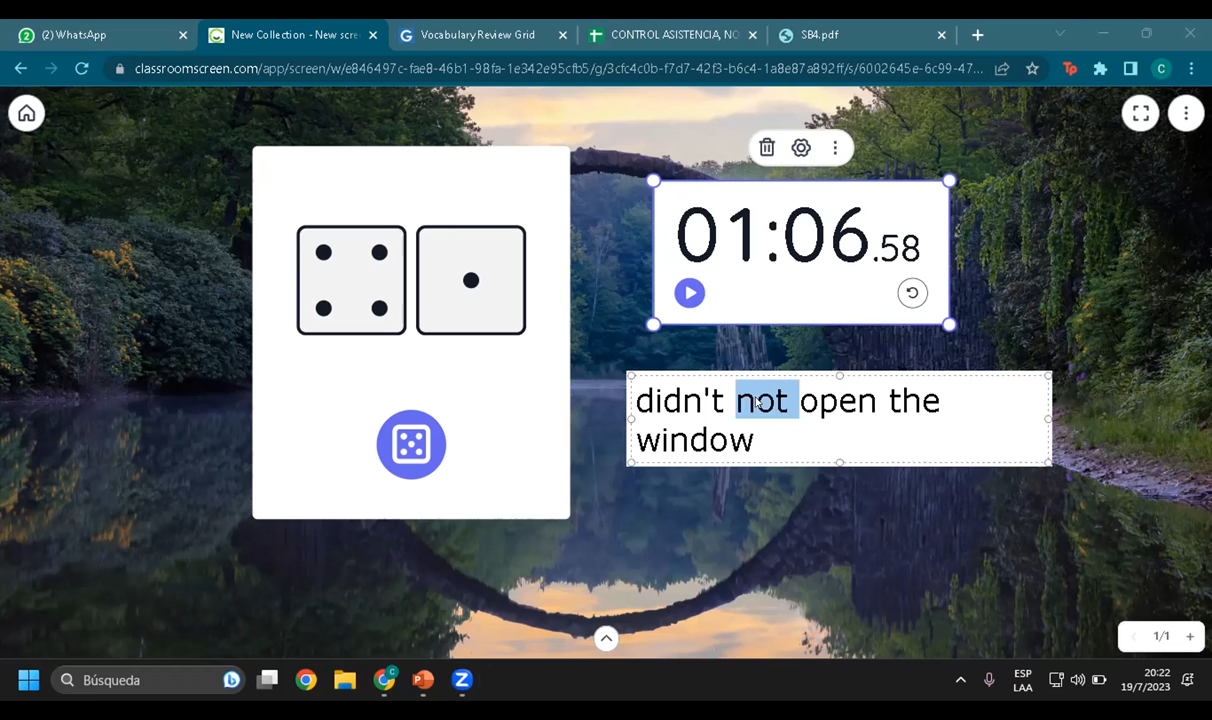 (2) WhatsApp
New Collection - New scre
Vocabulary Review Grid
CONTROL ASISTENCIA, NO
SB4.pdf
classroomscreen.com/app/screen/w/e846497c-fae8-46b1-98fa-1e342e95cfb5/g/3cfc4c0b-f7d7-42f3-b6c4-1a8e87a892ff/s/6002645e-6c99-47...
Tp
C
01:06.58
didn't not open the
window
1/1
Búsqueda
ESP
LAA
20:22
19/7/2023